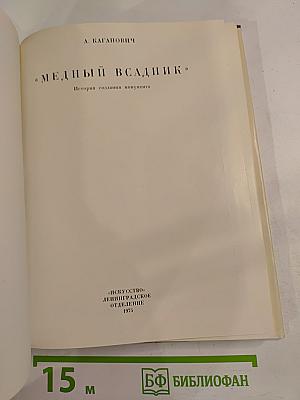 А. КАГАНОВИЧ
«МЕДНЫЙ ВСАДНИК»
История создания монумента
«ИСКУССТВО»
ЛЕНИНГРАДСКОЕ
ОТДЕЛЕНИЕ
1975
15 м
БФ БИБЛИОФАН